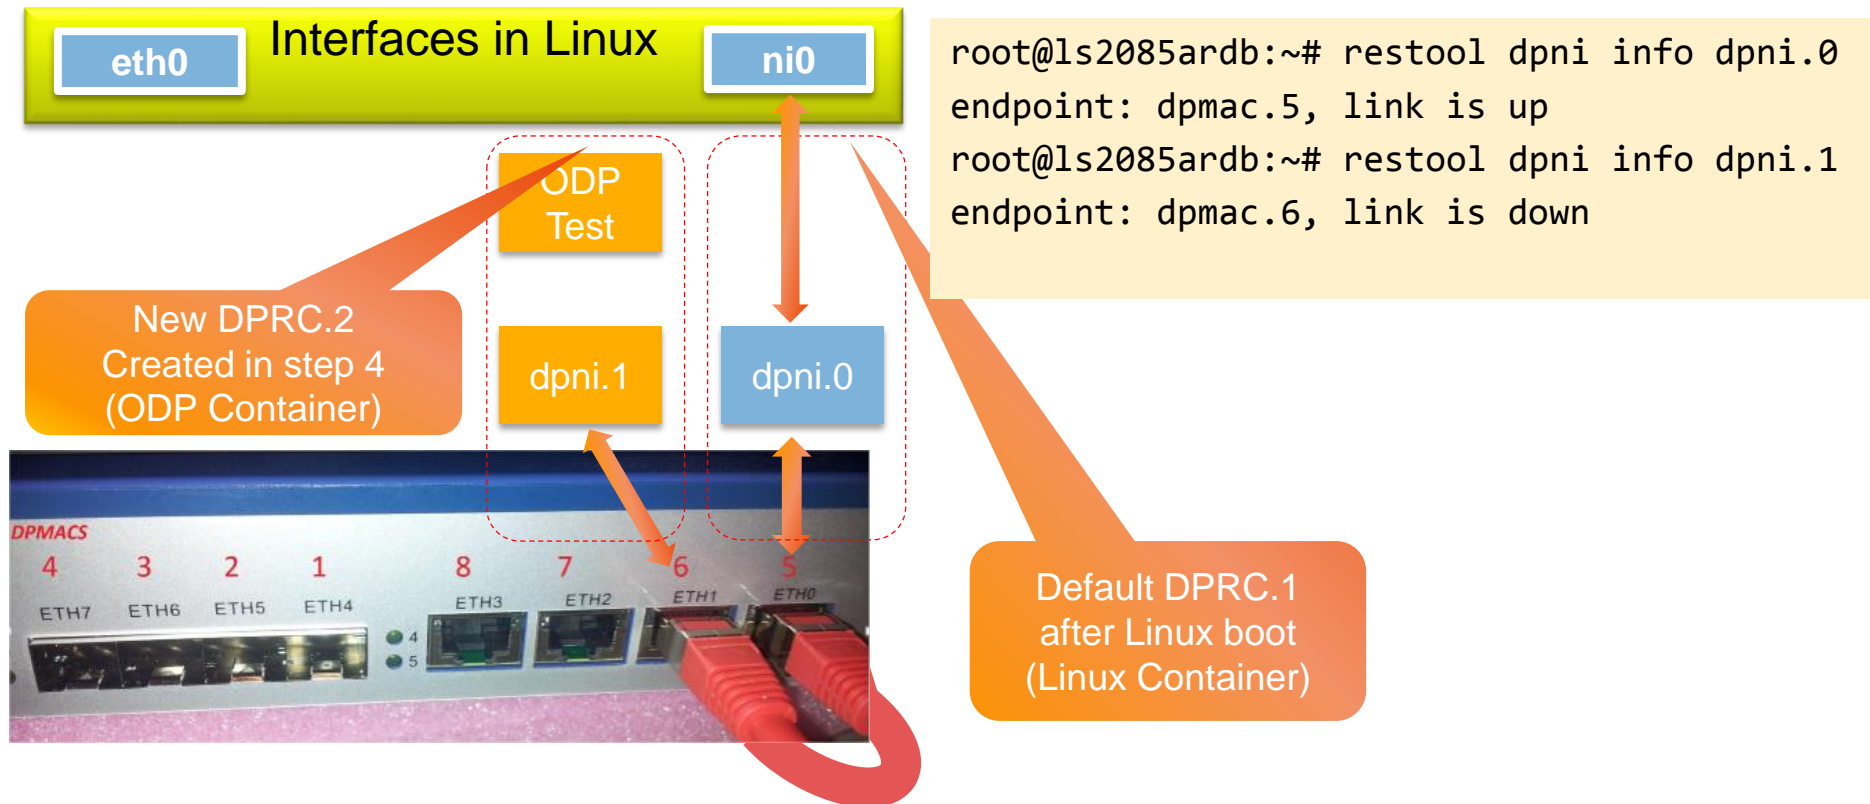 Interfaces in Linux
eth0
ni0
root@ls2085ardb:~# restool dpni info dpni.0
endpoint: dpmac.5, link is up
root@ls2085ardb:~# restool dpni info dpni.1
endpoint: dpmac.6, link is down
ODP
Test
New DPRC.2
Created in step 4
(ODP Container)
dpni.1
dpni.0
DPMACS
4 3 2 1 8 7 6 5
ETH7 ETH6 ETH5 ETH4 ETH3 ETH2 ETH1 ETH0
4
5
Default DPRC.1
after Linux boot
(Linux Container)